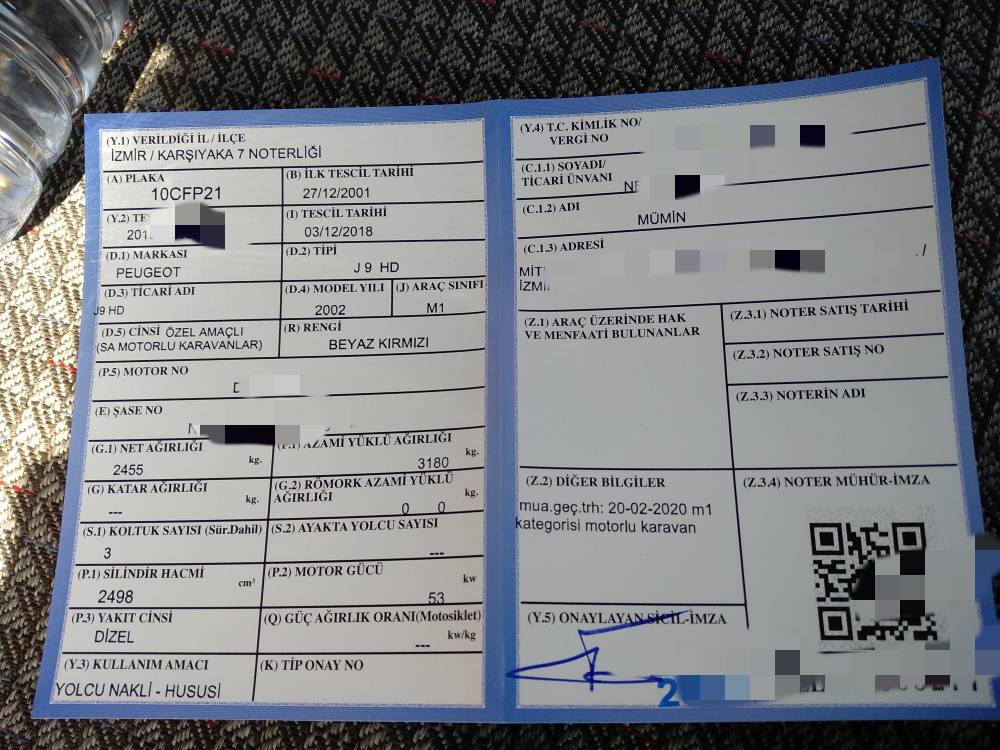 (Y.1) VERİLDİĞİ İL / İLÇE
İZMİR / KARŞIYAKA 7 NOTERLİĞİ
(A) PLAKA
10CFP21
(B) İLK TESCİL TARİHİ
27/12/2001
(Y.2)
(I) TESCİL TARİHİ
03/12/2018
(D.1) MARKASI
PEUGEOT
(D.2) TİPİ
J 9 HD
(D.3) TİCARİ ADI
J9 HD
(D.4) MODEL YILI
2002
(J) ARAÇ SINIFI
M1
(D.5) CİNSİ ÖZEL AMAÇLI
(SA MOTORLU KARAVANLAR)
(R) RENGİ
BEYAZ KIRMIZI
(P.5) MOTOR NO
(E) ŞASE NO
(G.1) NET AĞIRLIĞI
2455 kg.
(F.1) AZAMİ YÜKLÜ AĞIRLIĞI
3180 kg.
(G) KATAR AĞIRLIĞI
--- kg.
(G.2) RÖMORK AZAMİ YÜKLÜ
AĞIRLIĞI
0 0 kg.
(S.1) KOLTUK SAYISI (Sür.Dahil)
3
(S.2) AYAKTA YOLCU SAYISI
---
(P.1) SİLİNDİR HACMİ
2498 cm³
(P.2) MOTOR GÜCÜ
53 kw
(P.3) YAKIT CİNSİ
DİZEL
(Q) GÜÇ AĞIRLIK ORANI(Motosiklet)
--- kw/kg
(Y.3) KULLANIM AMACI
YOLCU NAKLİ - HUSUSİ
(K) TİP ONAY NO
(Y.4) T.C. KİMLİK NO/
VERGİ NO
(C.1.1) SOYADI/
TİCARİ ÜNVANI
(C.1.2) ADI
MÜMİN
(C.1.3) ADRESİ
(Z.1) ARAÇ ÜZERİNDE HAK
VE MENFAATİ BULUNANLAR
(Z.3.1) NOTER SATIŞ TARİHİ
(Z.3.2) NOTER SATIŞ NO
(Z.3.3) NOTERİN ADI
(Z.2) DİĞER BİLGİLER
mua.geç.trh: 20-02-2020 m1
kategorisi motorlu karavan
(Z.3.4) NOTER MÜHÜR-İMZA
(Y.5) ONAYLAYAN SİCİL-İMZA